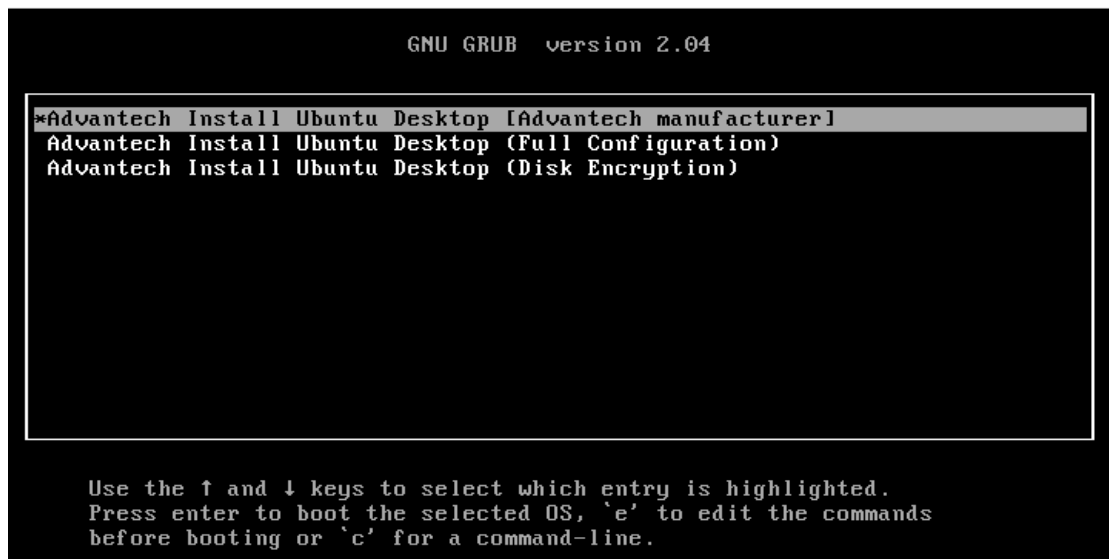 GNU GRUB  version 2.04
*Advantech Install Ubuntu Desktop [Advantech manufacturer]
Advantech Install Ubuntu Desktop (Full Configuration)
Advantech Install Ubuntu Desktop (Disk Encryption)
Use the ↑ and ↓ keys to select which entry is highlighted.
Press enter to boot the selected OS, `e' to edit the commands
before booting or `c' for a command-line.